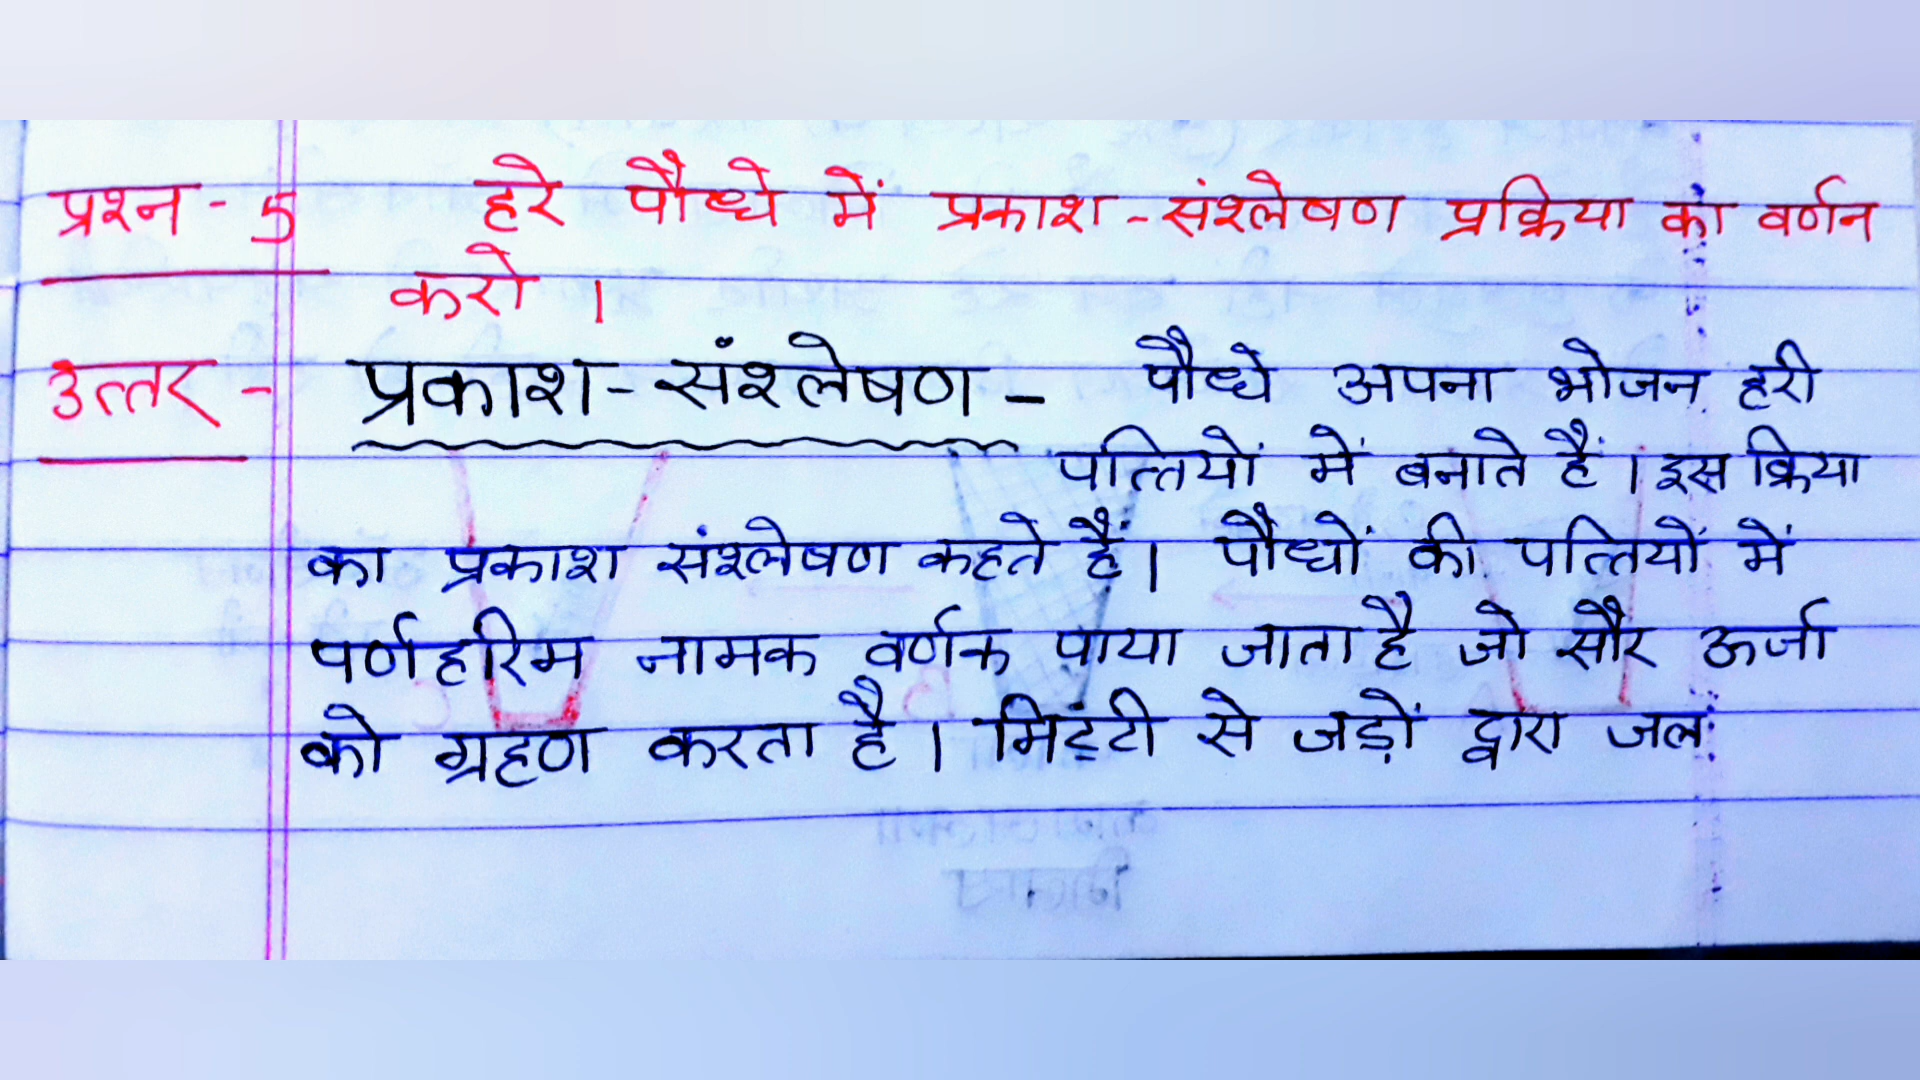 प्रश्न - 5 हरे पौधे में प्रकाश - संश्लेषण प्रक्रिया का वर्णन
करो ।
उत्तर - प्रकाश - संश्लेषण - पौधे अपना भोजन हरी
पत्तियों में बनाते हैं । इस क्रिया
का प्रकाश संश्लेषण कहते हैं । पौधों की पत्तियों में
पर्णहरिम नामक वर्णक पाया जाता है जो सौर ऊर्जा
को ग्रहण करता है । मिट्टी से जड़ों द्वारा जल